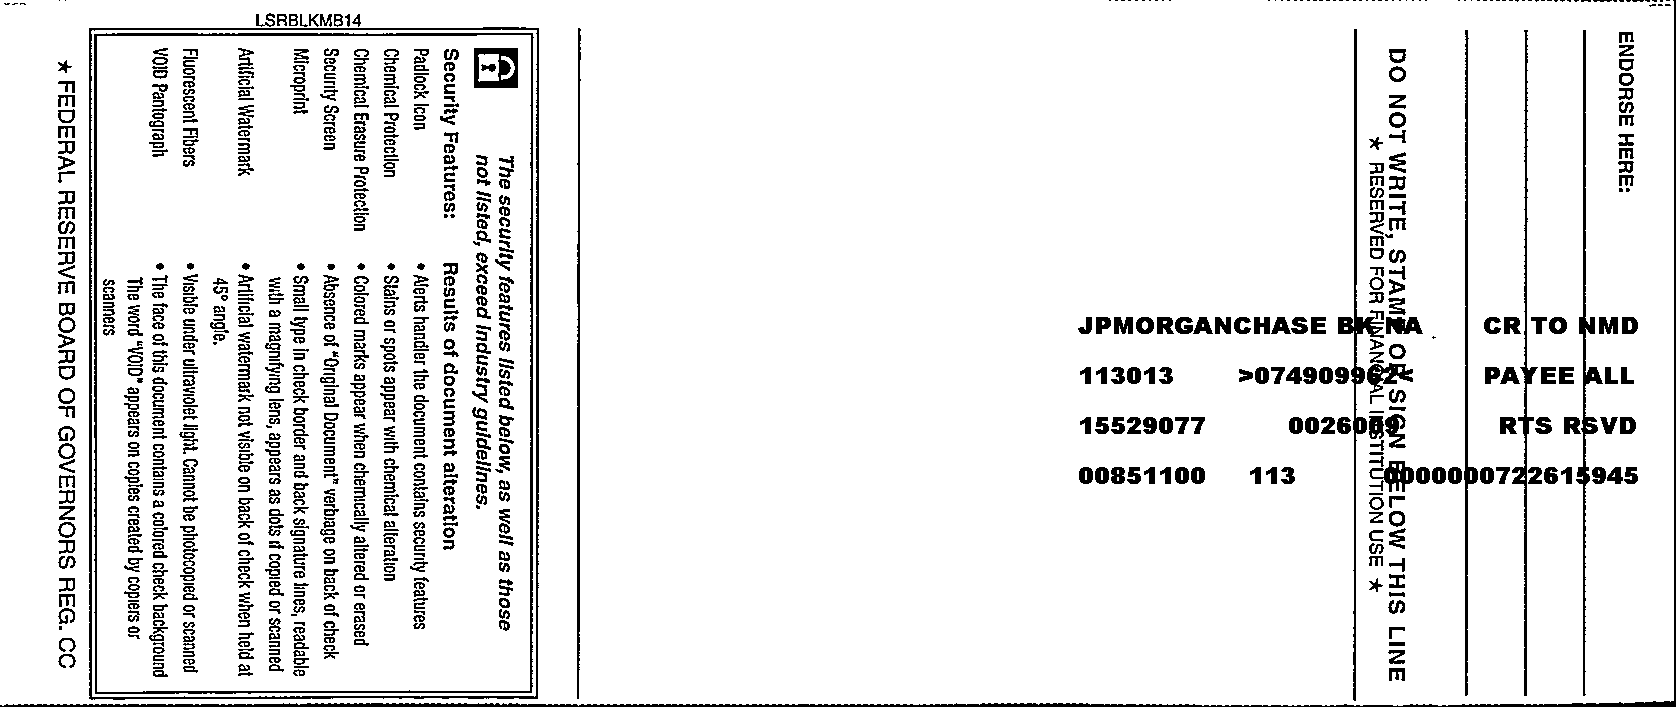 LSRBLKMB14
ENDORSE HERE:
DO NOT WRITE, STAMP OR SIGN BELOW THIS LINE
★ RESERVED FOR FINANCIAL INSTITUTION USE ★
JPMORGANCHASE BK NA CR TO NMD
113013 >074909962< PAYEE ALL
15529077 0026009 RTS RSVD
00851100 113 0000000722615945
The security features listed below, as well as those
not listed, exceed industry guidelines.
Security Features: Results of document alteration
Padlock Icon • Alerts handler the document contains security features
Chemical Protection • Stains or spots appear with chemical alteration
Chemical Erasure Protection • Colored marks appear when chemically altered or erased
Security Screen • Absence of "Original Document" verbiage on back of check
Microprint • Small type in check border and back signature lines, readable
with a magnifying lens, appears as dots if copied or scanned
Artificial Watermark • Artificial watermark not visible on back of check when held at
45° angle.
Fluorescent Fibers • Visible under ultraviolet light. Cannot be photocopied or scanned
VOID Pantograph • The face of this document contains a colored check background
The word "VOID" appears on copies created by copiers or
scanners
★ FEDERAL RESERVE BOARD OF GOVERNORS REG. CC